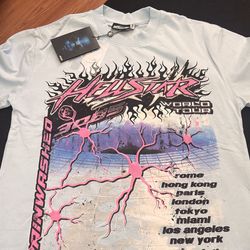 HELLSTAR
WORLD
TOUR
BRAINWASHED
rome
hong kong
paris
london
tokyo
miami
los angeles
new york